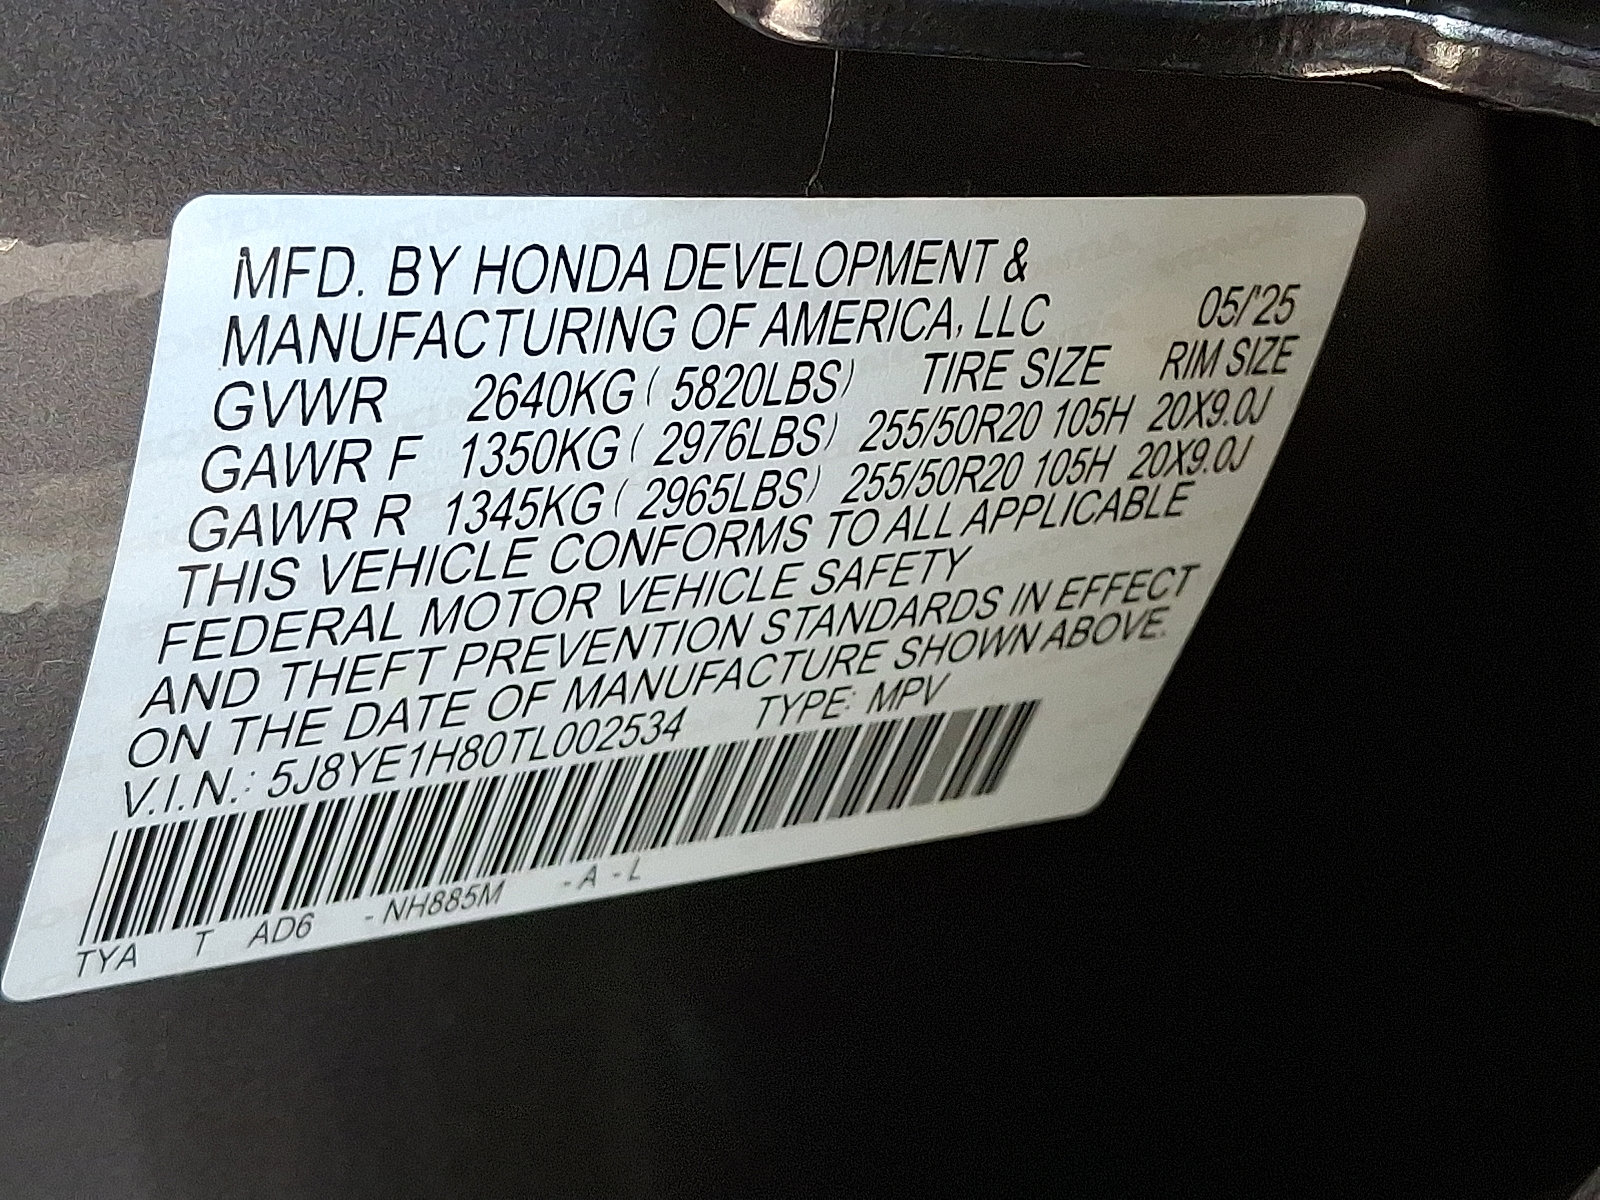 MFD. BY HONDA DEVELOPMENT &
MANUFACTURING OF AMERICA, LLC 05/'25
GVWR 2640KG ( 5820LBS) TIRE SIZE RIM SIZE
GAWR F 1350KG ( 2976LBS) 255/50R20 105H 20X9.0J
GAWR R 1345KG ( 2965LBS) 255/50R20 105H 20X9.0J
THIS VEHICLE CONFORMS TO ALL APPLICABLE
FEDERAL MOTOR VEHICLE SAFETY
AND THEFT PREVENTION STANDARDS IN EFFECT
ON THE DATE OF MANUFACTURE SHOWN ABOVE.
V.I.N.: 5J8YE1H80TL002534 TYPE: MPV
TYA T AD6 -NH885M -A -L